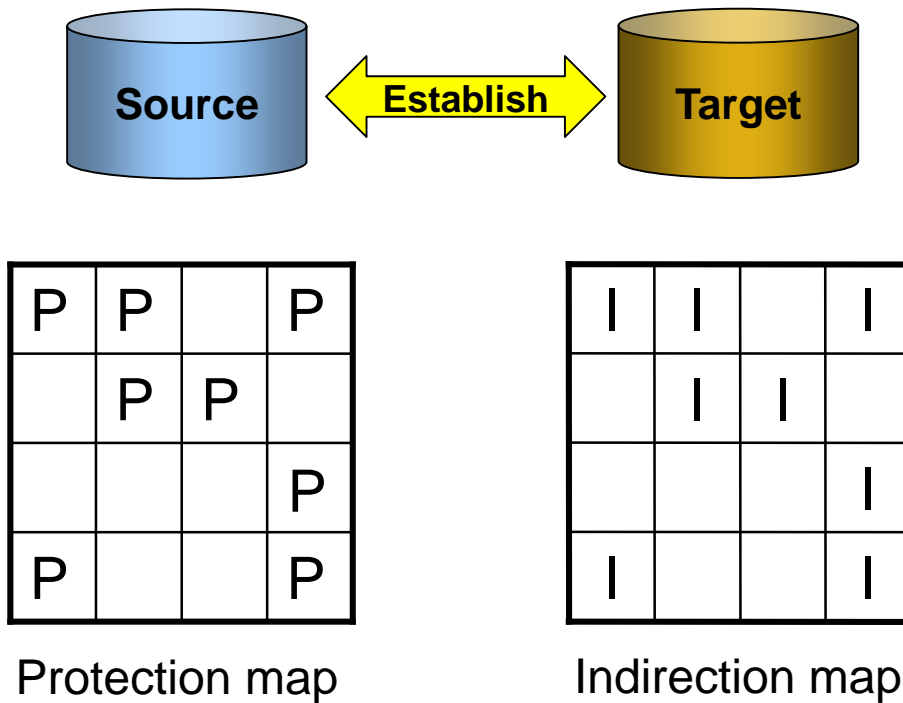 Source Establish Target
P P P I I I
P P I I
P I
P P I I
Protection map Indirection map